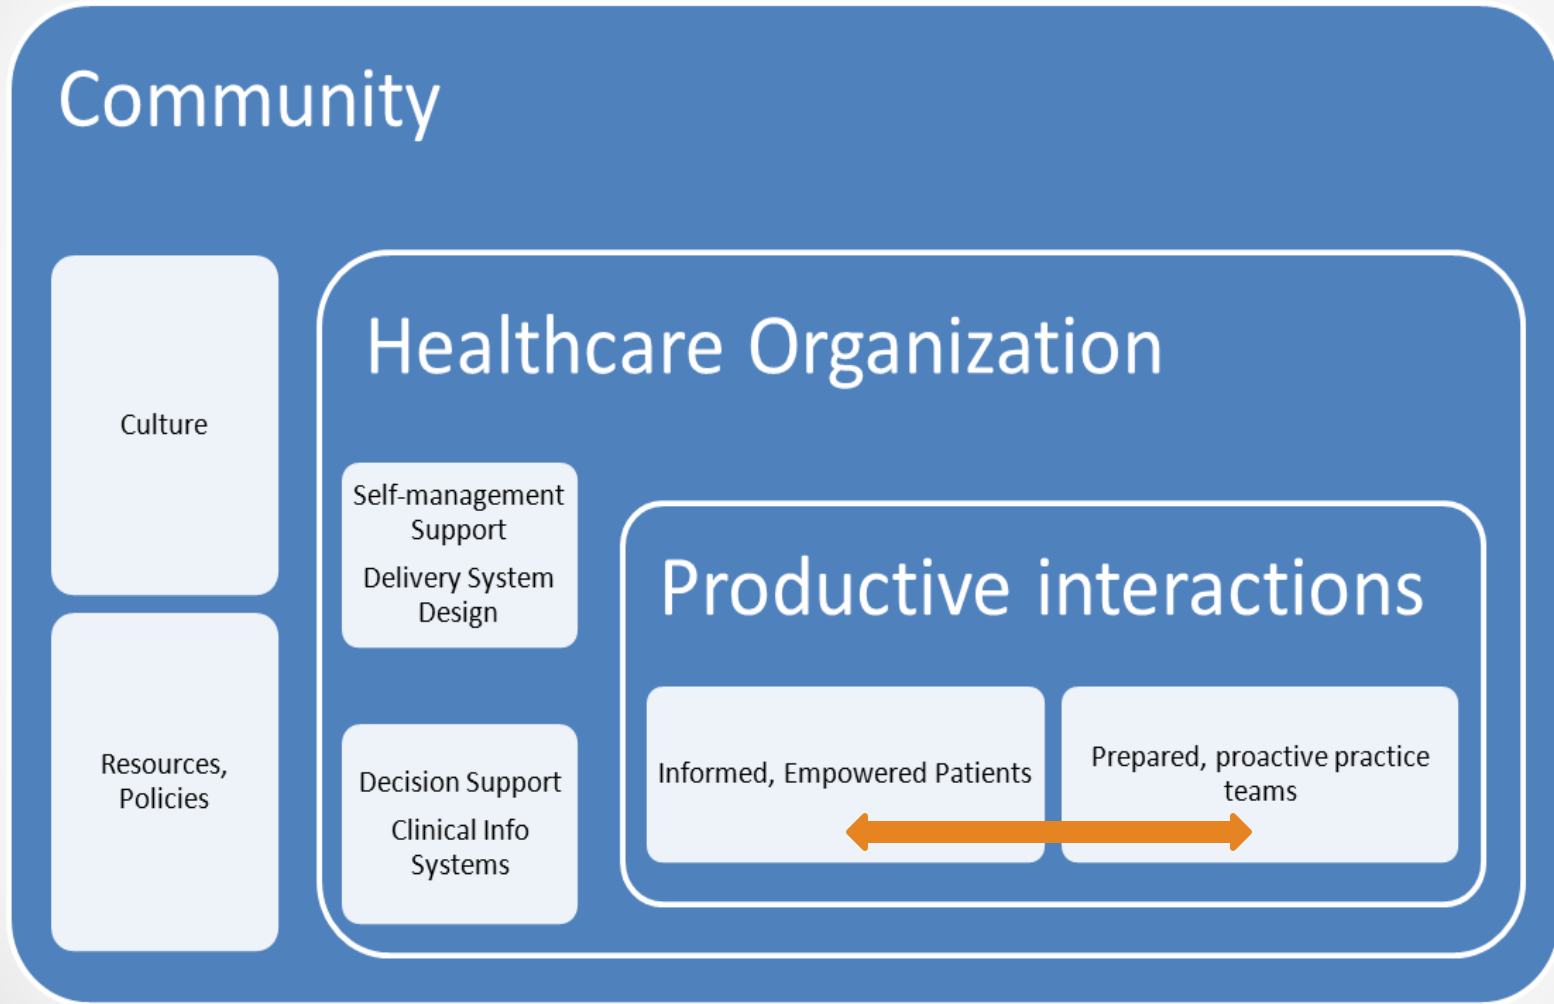 Community
Culture
Resources,
Policies
Healthcare Organization
Self-management
Support
Delivery System
Design
Decision Support
Clinical Info
Systems
Productive interactions
Informed, Empowered Patients
Prepared, proactive practice
teams